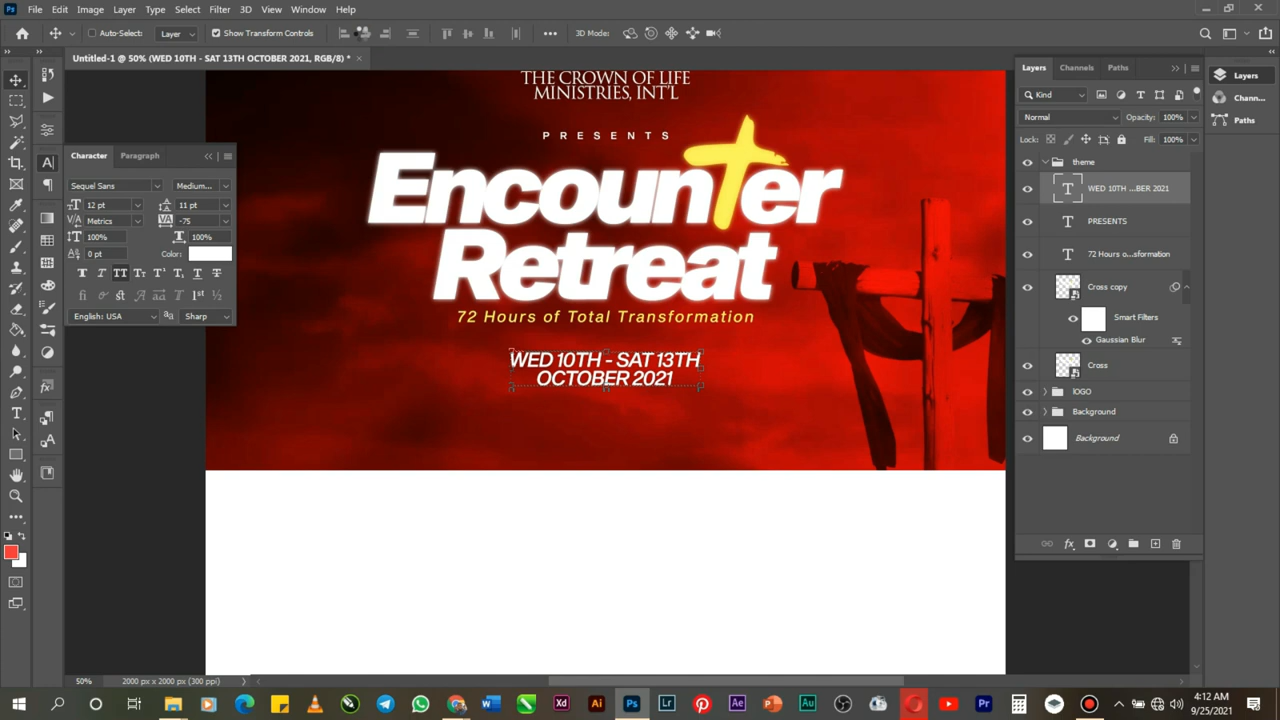 File Edit Image Layer Type Select Filter 3D View Window Help
Auto-Select: Layer Show Transform Controls 3D Mode:
Untitled-1 @ 50% (WED 10TH - SAT 13TH OCTOBER 2021, RGB/8) *
Character Paragraph
Sequel Sans Medium...
12 pt 11 pt
Metrics -75
100% 100%
0 pt Color:
English: USA Sharp
THE CROWN OF LIFE
MINISTRIES, INT'L
PRESENTS
Encounter
Retreat
72 Hours of Total Transformation
WED 10TH - SAT 13TH
OCTOBER 2021
Layers Channels Paths
Kind
Normal Opacity: 100%
Lock: Fill: 100%
theme
WED 10TH ...BER 2021
PRESENTS
72 Hours o...sformation
Cross copy
Smart Filters
Gaussian Blur
Cross
lOGO
Background
Background
Layers
Chann...
Paths
50% 2000 px x 2000 px (300 ppi)
4:12 AM
9/25/2021